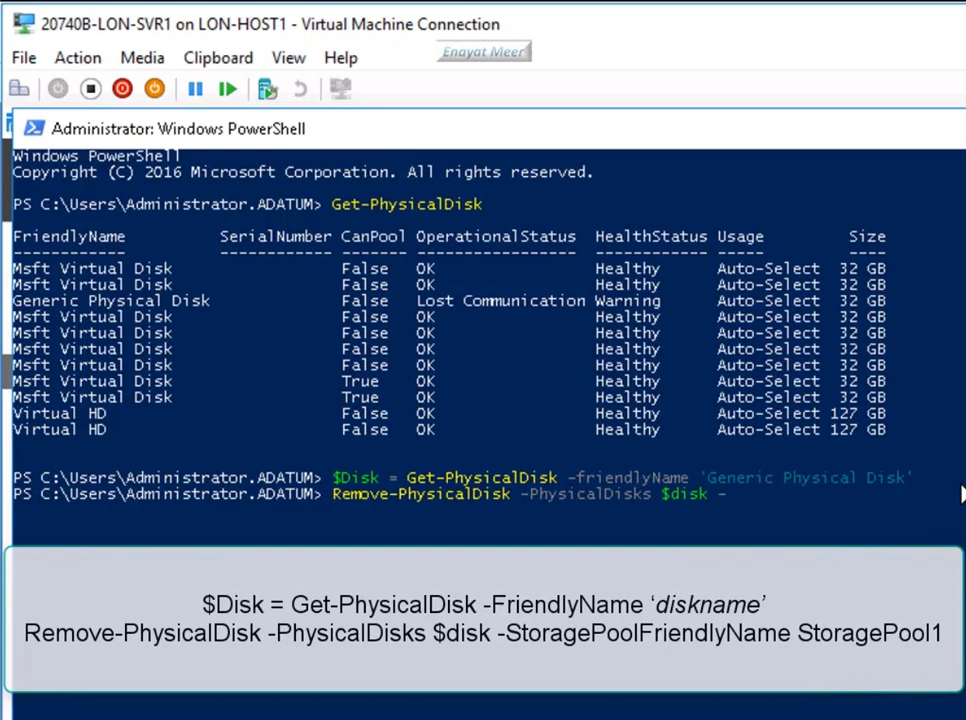 20740B-LON-SVR1 on LON-HOST1 - Virtual Machine Connection
File Action Media Clipboard View Help
Enayat Meer
Administrator: Windows PowerShell
Windows PowerShell
Copyright (C) 2016 Microsoft Corporation. All rights reserved.
PS C:\Users\Administrator.ADATUM> Get-PhysicalDisk
FriendlyName SerialNumber CanPool OperationalStatus HealthStatus Usage Size
------------ ------------ ------- ----------------- ------------ ----- ----
Msft Virtual Disk False OK Healthy Auto-Select 32 GB
Msft Virtual Disk False OK Healthy Auto-Select 32 GB
Generic Physical Disk False Lost Communication Warning Auto-Select 32 GB
Msft Virtual Disk False OK Healthy Auto-Select 32 GB
Msft Virtual Disk False OK Healthy Auto-Select 32 GB
Msft Virtual Disk False OK Healthy Auto-Select 32 GB
Msft Virtual Disk False OK Healthy Auto-Select 32 GB
Msft Virtual Disk True OK Healthy Auto-Select 32 GB
Msft Virtual Disk True OK Healthy Auto-Select 32 GB
Virtual HD False OK Healthy Auto-Select 127 GB
Virtual HD False OK Healthy Auto-Select 127 GB
PS C:\Users\Administrator.ADATUM> $Disk = Get-PhysicalDisk -friendlyName 'Generic Physical Disk'
PS C:\Users\Administrator.ADATUM> Remove-PhysicalDisk -PhysicalDisks $disk -
$Disk = Get-PhysicalDisk -FriendlyName ‘diskname’
Remove-PhysicalDisk -PhysicalDisks $disk -StoragePoolFriendlyName StoragePool1